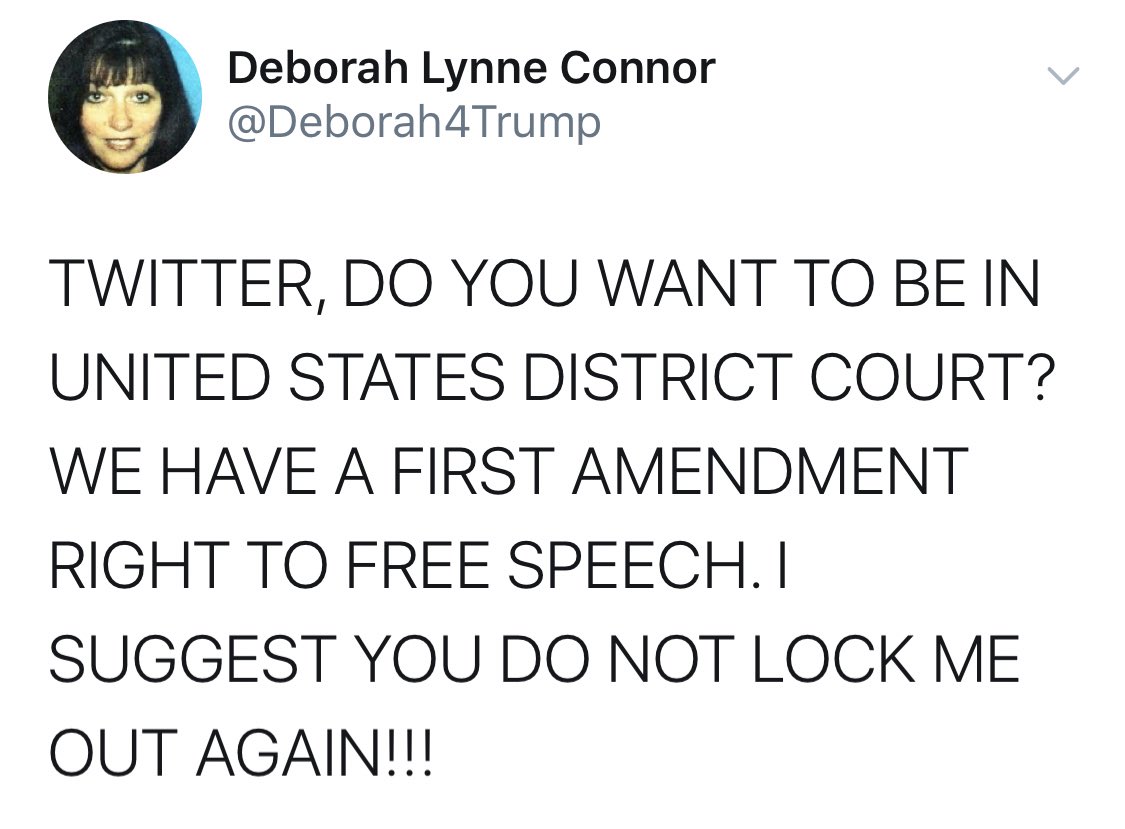 Deborah Lynne Connor
@Deborah4Trump
TWITTER, DO YOU WANT TO BE IN
UNITED STATES DISTRICT COURT?
WE HAVE A FIRST AMENDMENT
RIGHT TO FREE SPEECH. I
SUGGEST YOU DO NOT LOCK ME
OUT AGAIN!!!